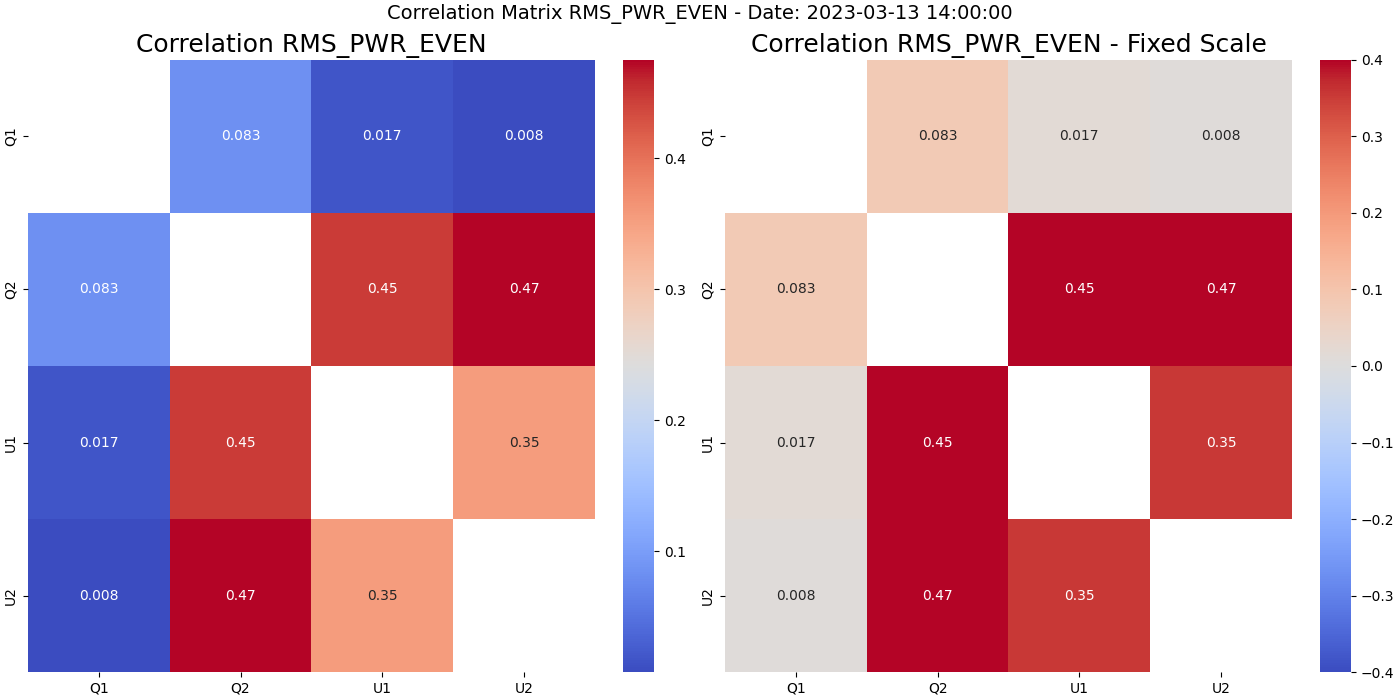 Correlation Matrix RMS_PWR_EVEN - Date: 2023-03-13 14:00:00
Correlation RMS_PWR_EVEN
Q1
0.083
0.017
0.008
Q2
0.083
0.45
0.47
U1
0.017
0.45
0.35
U2
0.008
0.47
0.35
Q1
Q2
U1
U2
0.4
0.3
0.2
0.1
Correlation RMS_PWR_EVEN - Fixed Scale
Q1
0.083
0.017
0.008
Q2
0.083
0.45
0.47
U1
0.017
0.45
0.35
U2
0.008
0.47
0.35
Q1
Q2
U1
U2
0.4
0.3
0.2
0.1
0.0
−0.1
−0.2
−0.3
−0.4